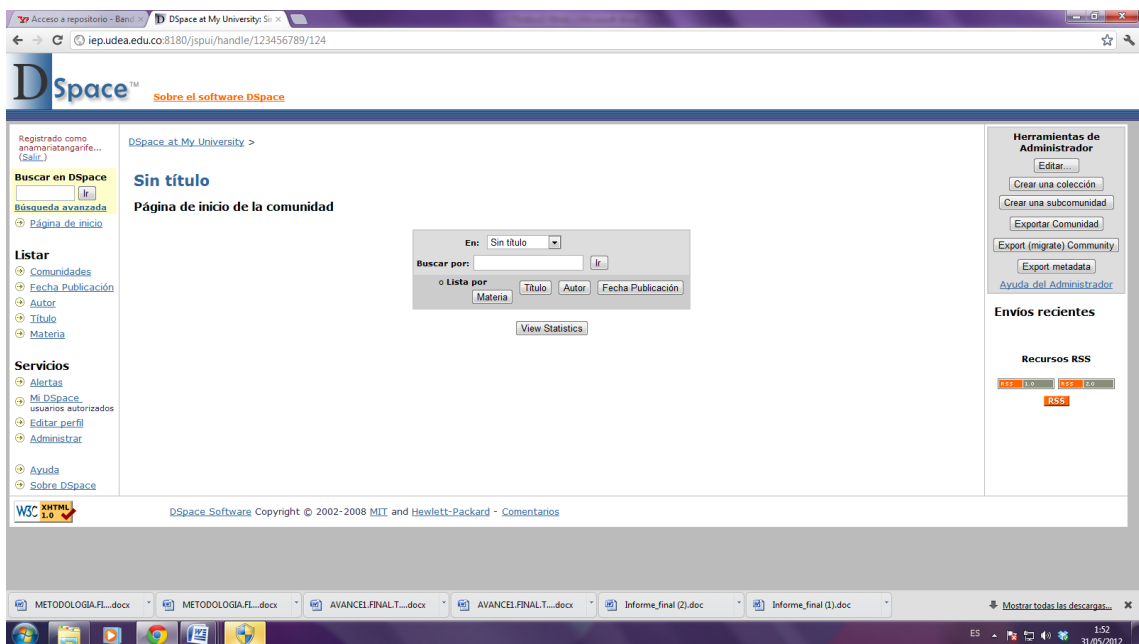 Acceso a repositorio - Band
DSpace at My University: Sin
iep.udea.edu.co:8180/jspui/handle/123456789/124
DSpace™
Sobre el software DSpace
Registrado como
anamariatangarife...
(Salir )
Buscar en DSpace
Ir
Búsqueda avanzada
Página de inicio
Listar
Comunidades
Fecha Publicación
Autor
Título
Materia
Servicios
Alertas
Mi DSpace
usuarios autorizados
Editar perfil
Administrar
Ayuda
Sobre DSpace
DSpace at My University >
Sin título
Página de inicio de la comunidad
En: Sin título
Buscar por: Ir
o Lista por
Título Autor Fecha Publicación
Materia
View Statistics
Herramientas de
Administrador
Editar...
Crear una colección
Crear una subcomunidad
Exportar Comunidad
Export (migrate) Community
Export metadata
Ayuda del Administrador
Envíos recientes
Recursos RSS
RSS 1.0 RSS 2.0
RSS
W3C XHTML 1.0
DSpace Software Copyright © 2002-2008 MIT and Hewlett-Packard - Comentarios
METODOLOGIA.FI....docx METODOLOGIA.FI....docx AVANCE1.FINAL.T....docx AVANCE1.FINAL.T....docx Informe_final (2).doc Informe_final (1).doc Mostrar todas las descargas...
ES 1:52
31/05/2012